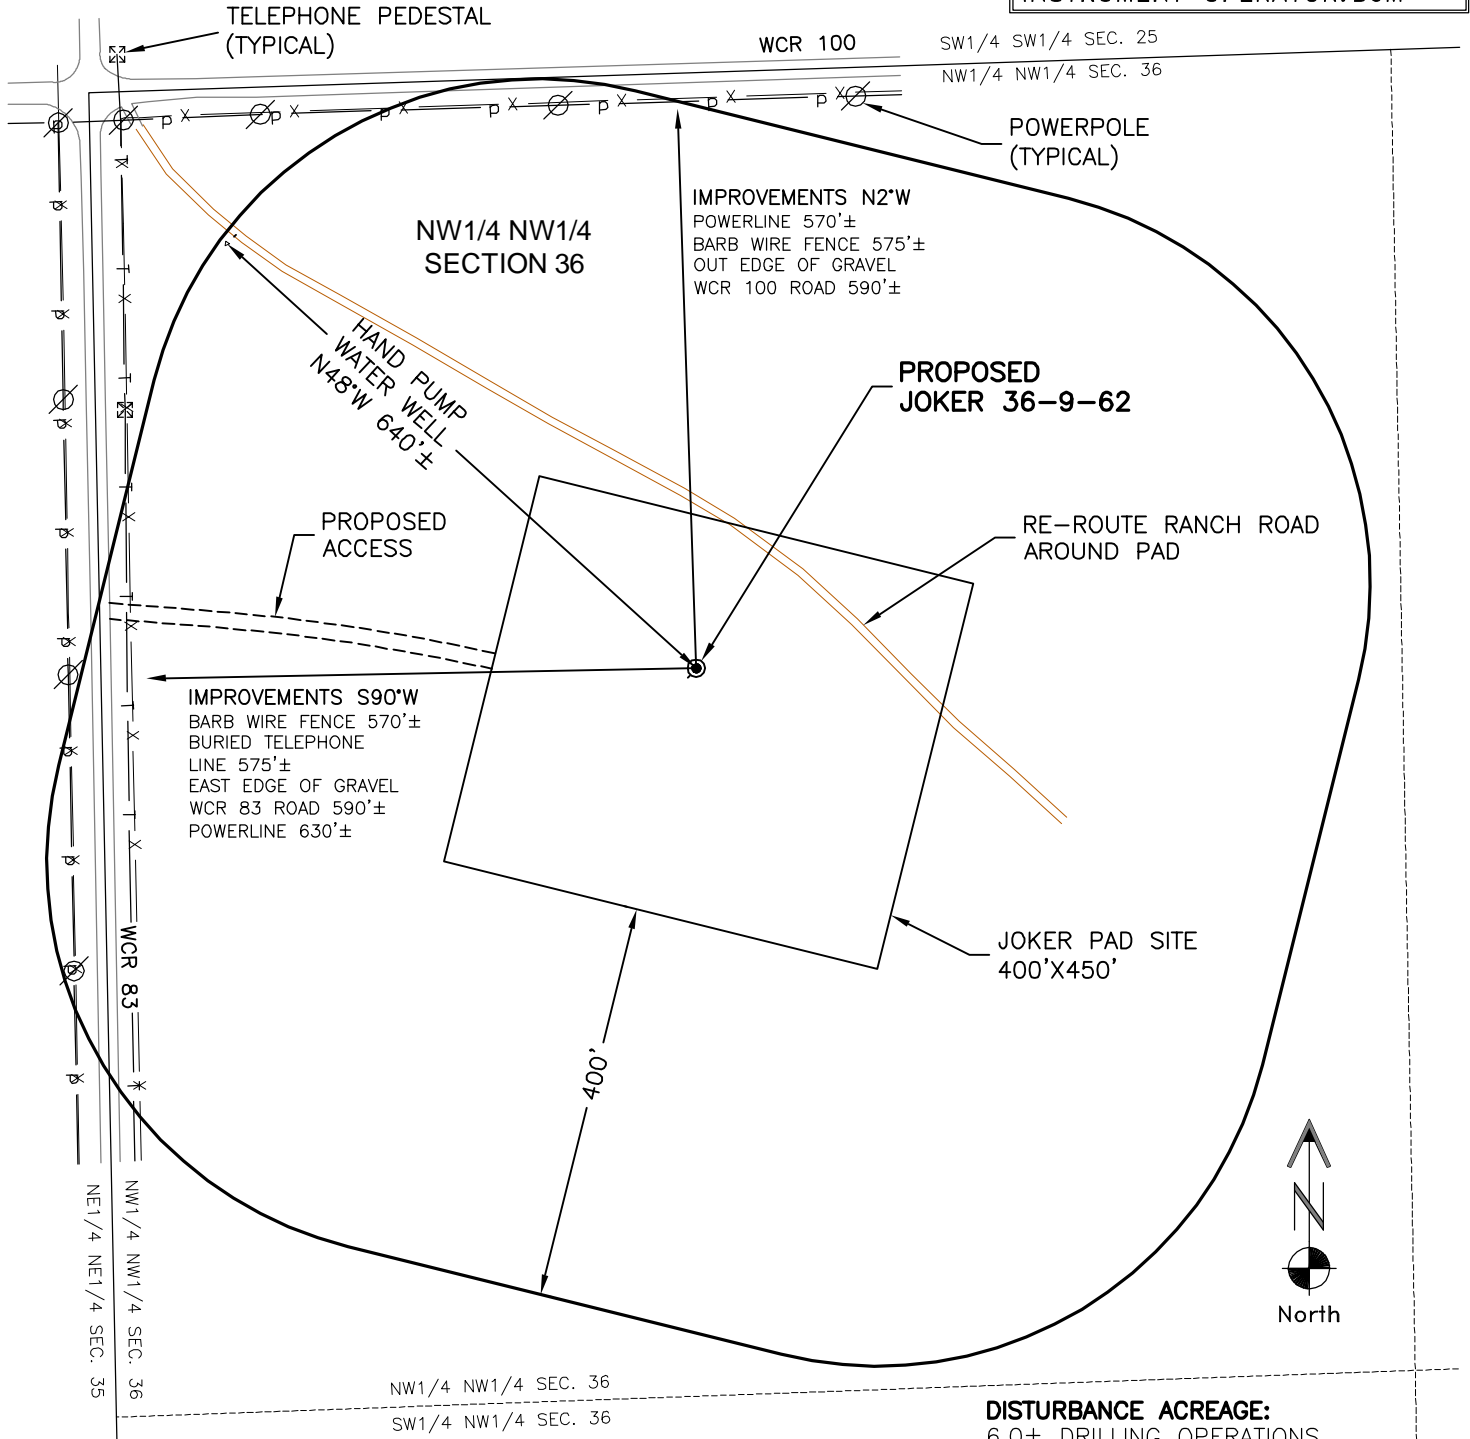 INSTRUMENT OPERATOR:
TELEPHONE PEDESTAL
(TYPICAL)
WCR 100
SW1/4 SW1/4 SEC. 25
NW1/4 NW1/4 SEC. 36
POWERPOLE
(TYPICAL)
IMPROVEMENTS N2°W
POWERLINE 570'±
BARB WIRE FENCE 575'±
OUT EDGE OF GRAVEL
WCR 100 ROAD 590'±
NW1/4 NW1/4
SECTION 36
HAND PUMP
WATER WELL
N48°W 640'±
PROPOSED
JOKER 36-9-62
PROPOSED
ACCESS
RE-ROUTE RANCH ROAD
AROUND PAD
IMPROVEMENTS S90°W
BARB WIRE FENCE 570'±
BURIED TELEPHONE
LINE 575'±
EAST EDGE OF GRAVEL
WCR 83 ROAD 590'±
POWERLINE 630'±
WCR 83
JOKER PAD SITE
400'X450'
400'
N
North
NE1/4 NE1/4 SEC. 35
NW1/4 NW1/4 SEC. 36
NW1/4 NW1/4 SEC. 36
SW1/4 NW1/4 SEC. 36
DISTURBANCE ACREAGE:
6.0± DRILLING OPERATIONS